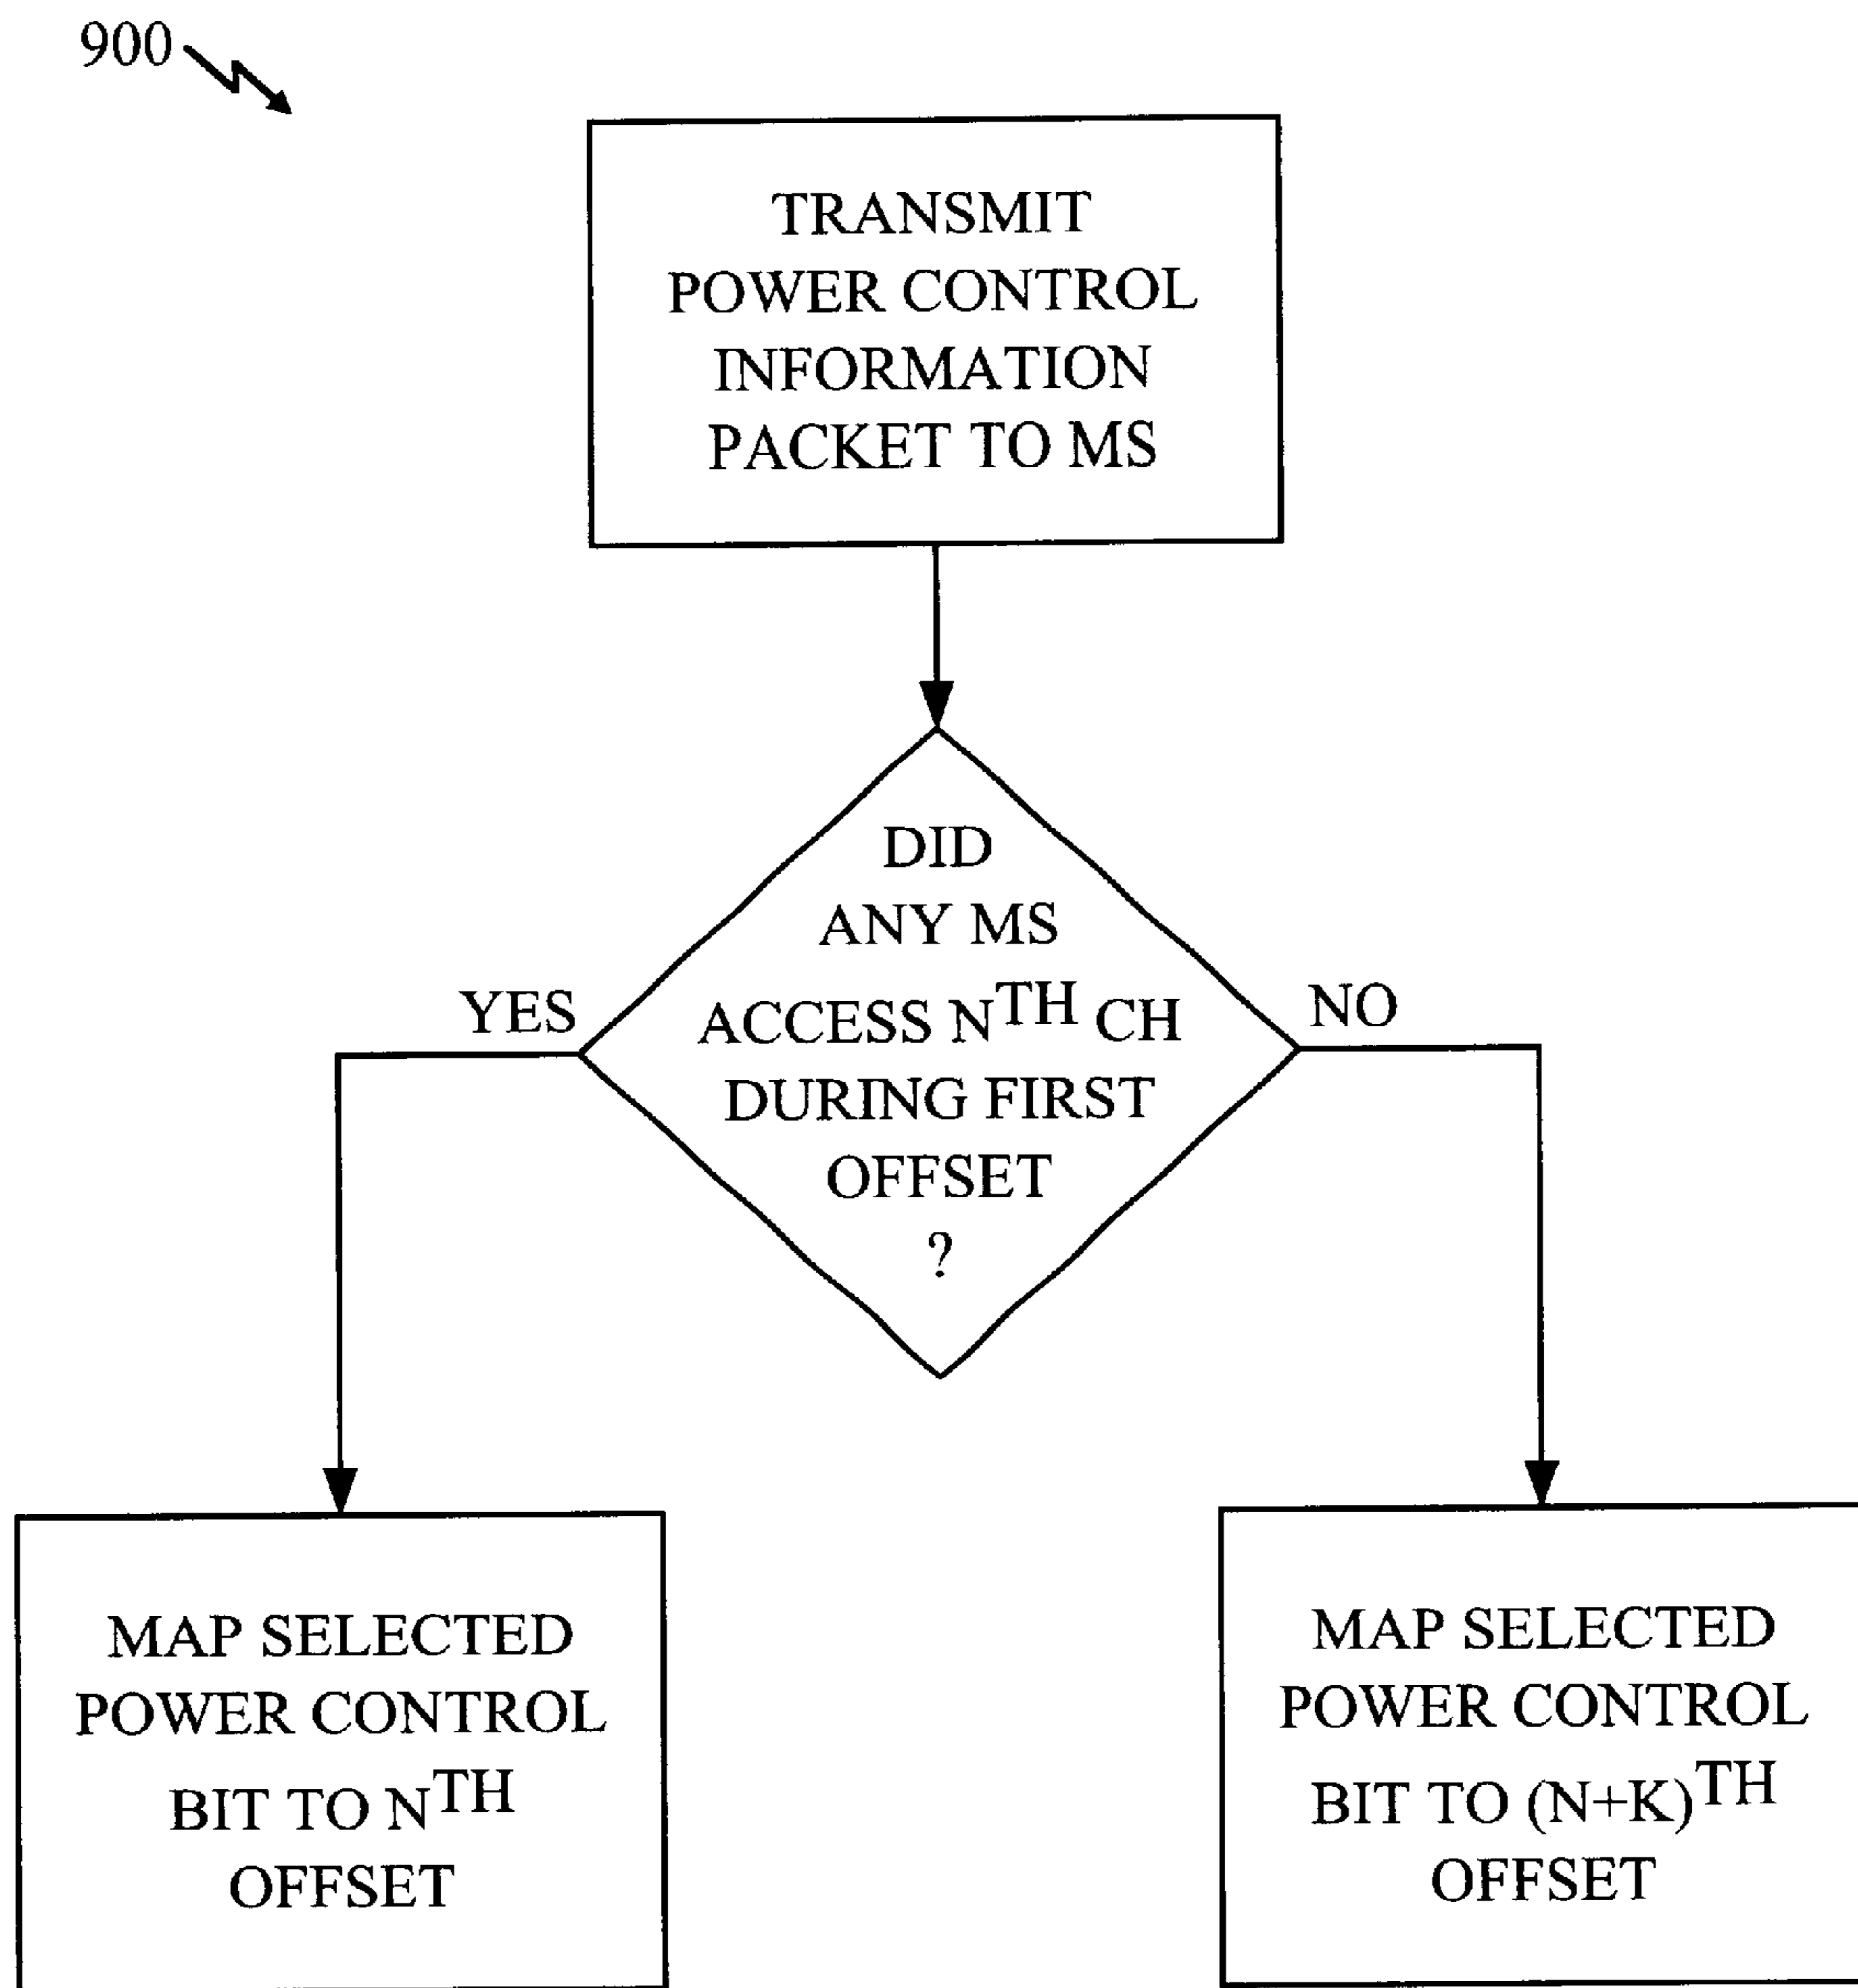 900
TRANSMIT
POWER CONTROL
INFORMATION
PACKET TO MS
DID
ANY MS
ACCESS NTH CH
DURING FIRST
OFFSET
?
YES
NO
MAP SELECTED
POWER CONTROL
BIT TO NTH
OFFSET
MAP SELECTED
POWER CONTROL
BIT TO (N+K)TH
OFFSET